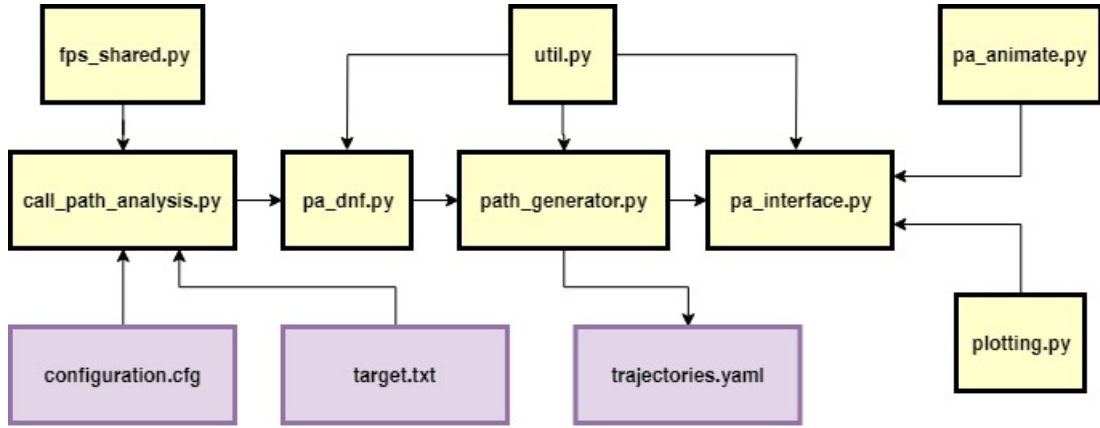 fps_shared.py
util.py
pa_animate.py
call_path_analysis.py
pa_dnf.py
path_generator.py
pa_interface.py
configuration.cfg
target.txt
trajectories.yaml
plotting.py